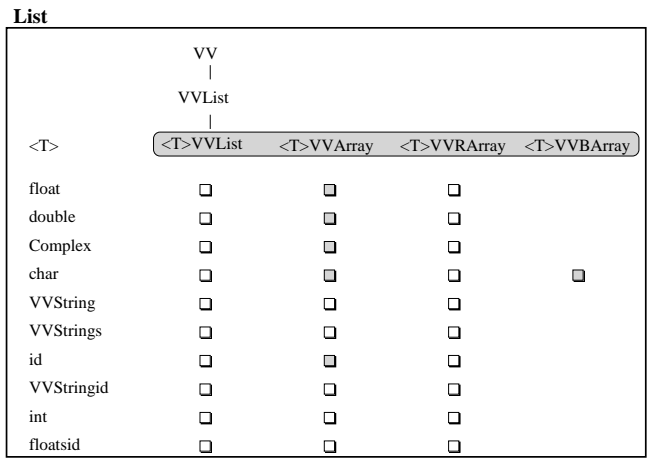 List
VV
VVList
<T> <T>VVList <T>VVArray <T>VVRArray <T>VVBArray
float
double
Complex
char
VVString
VVStrings
id
VVStringid
int
floatsid